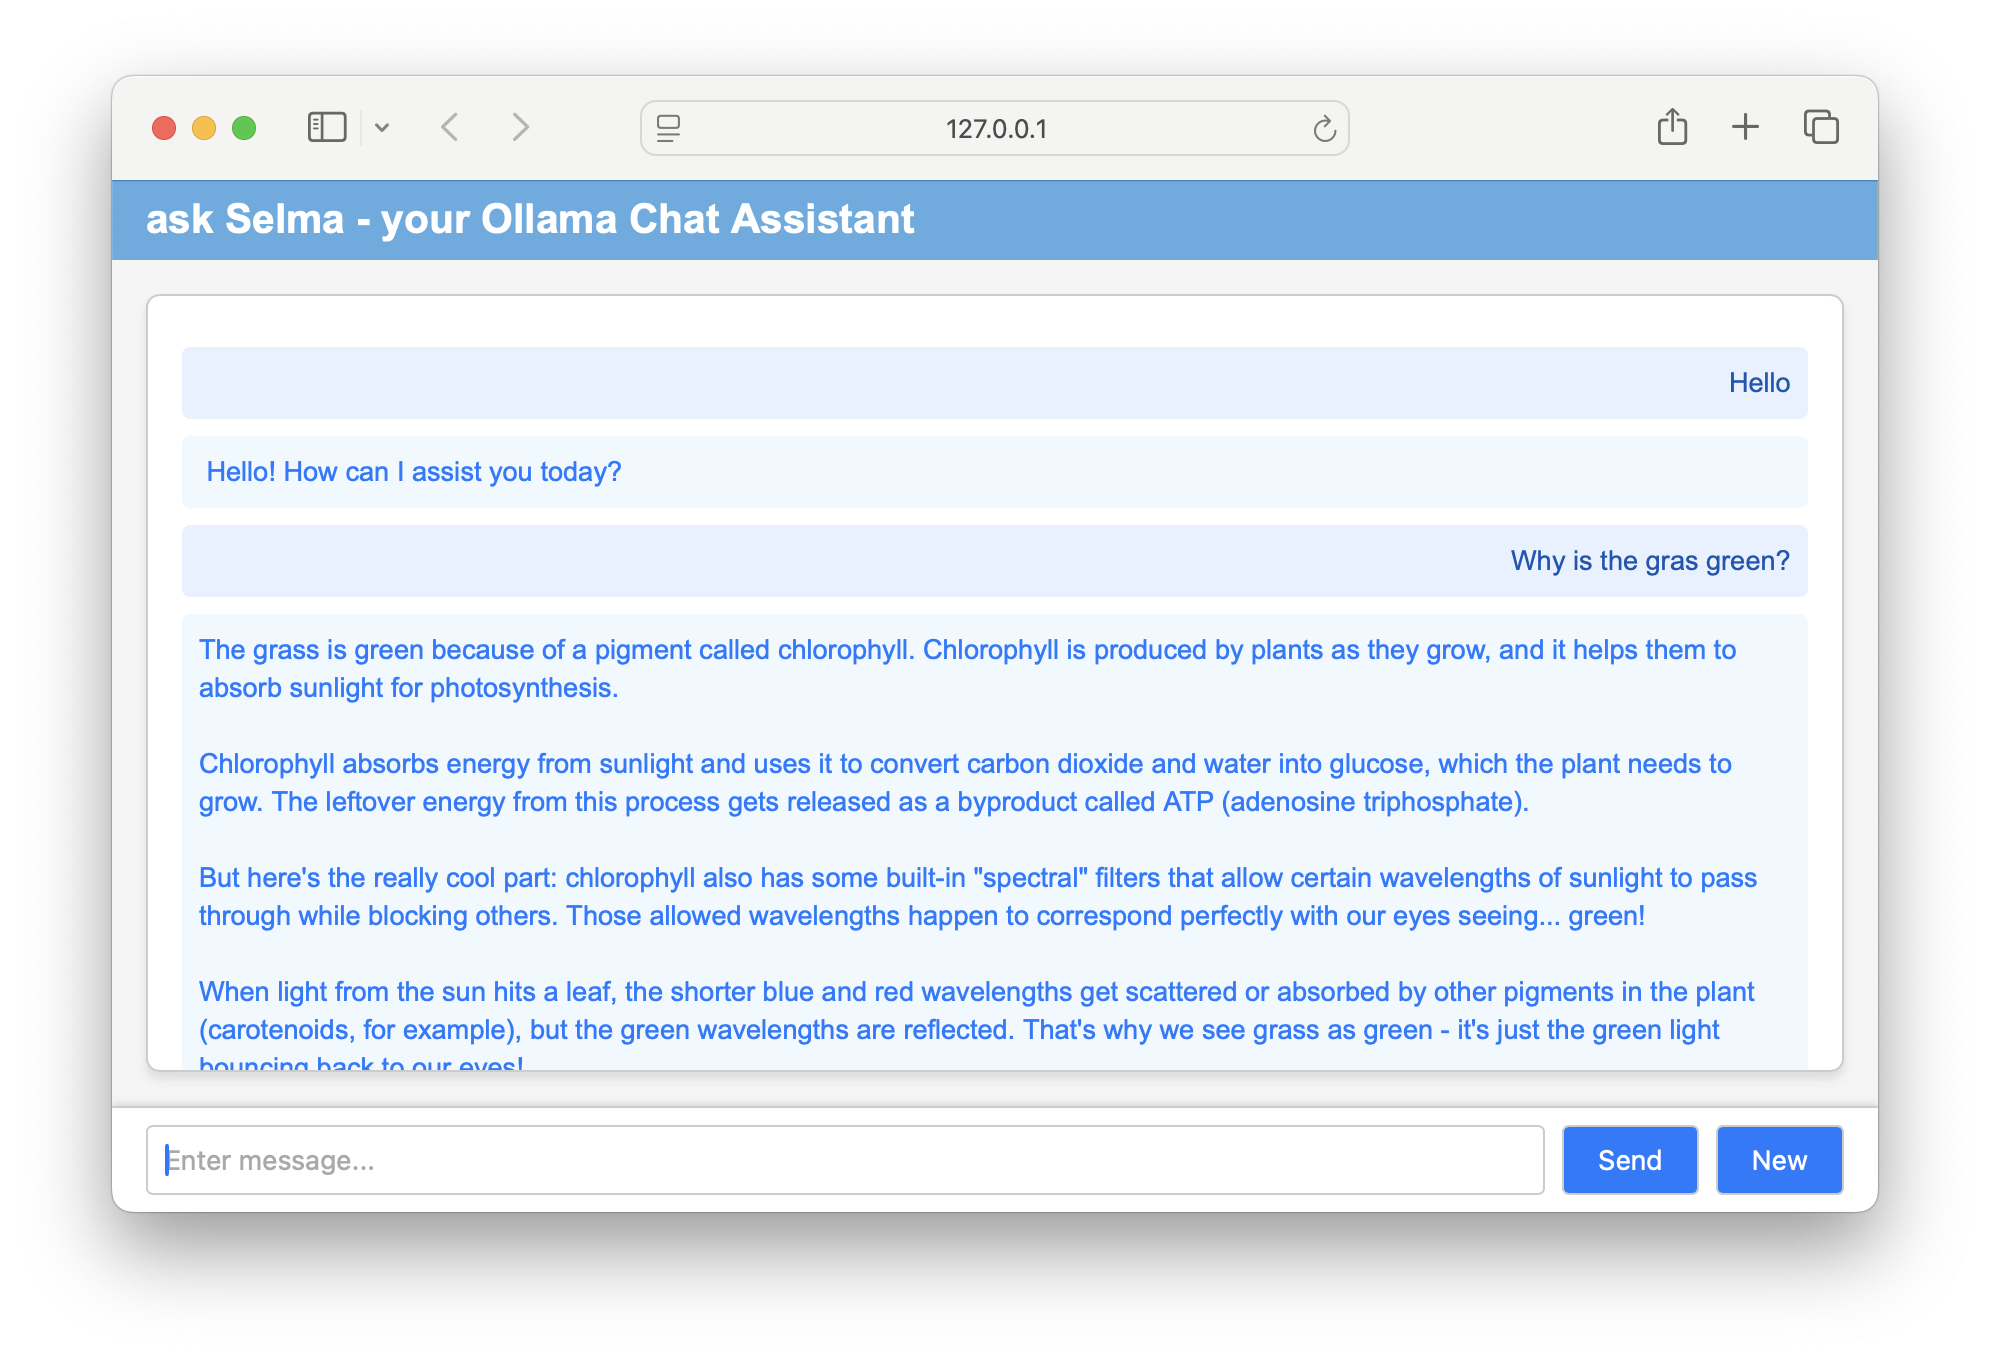 127.0.0.1
ask Selma - your Ollama Chat Assistant
Hello
Hello! How can I assist you today?
Why is the gras green?
The grass is green because of a pigment called chlorophyll. Chlorophyll is produced by plants as they grow, and it helps them to
absorb sunlight for photosynthesis.
Chlorophyll absorbs energy from sunlight and uses it to convert carbon dioxide and water into glucose, which the plant needs to
grow. The leftover energy from this process gets released as a byproduct called ATP (adenosine triphosphate).
But here's the really cool part: chlorophyll also has some built-in "spectral" filters that allow certain wavelengths of sunlight to pass
through while blocking others. Those allowed wavelengths happen to correspond perfectly with our eyes seeing... green!
When light from the sun hits a leaf, the shorter blue and red wavelengths get scattered or absorbed by other pigments in the plant
(carotenoids, for example), but the green wavelengths are reflected. That's why we see grass as green - it's just the green light
bouncing back to our eyes!
Enter message...
Send
New